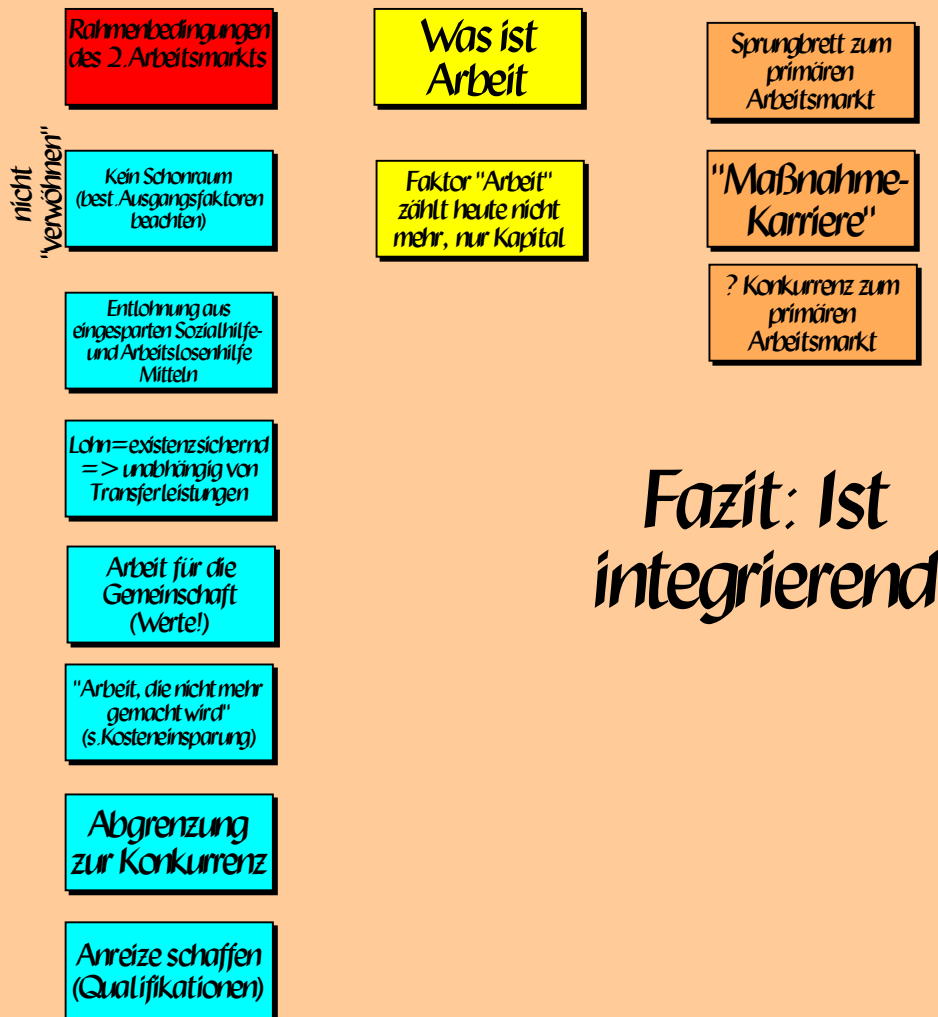 Rahmenbedingungen
des 2.Arbeitsmarkts
nicht
"verwöhnen"
Kein Schonraum
(best.Ausgangsfaktoren
beachten)
Entlohnung aus
eingesparten Sozialhilfe-
und Arbeitslosenhilfe
Mitteln
Lohn=existenzsichernd
=> unabhängig von
Transferleistungen
Arbeit für die
Gemeinschaft
(Werte!)
"Arbeit, die nicht mehr
gemacht wird"
(s.Kosteneinsparung)
Abgrenzung
zur Konkurrenz
Anreize schaffen
(Qualifikationen)
Was ist
Arbeit
Faktor "Arbeit"
zählt heute nicht
mehr, nur Kapital
Sprungbrett zum
primären
Arbeitsmarkt
"Maßnahme-
Karriere"
? Konkurrenz zum
primären
Arbeitsmarkt
Fazit: Ist
integrierend